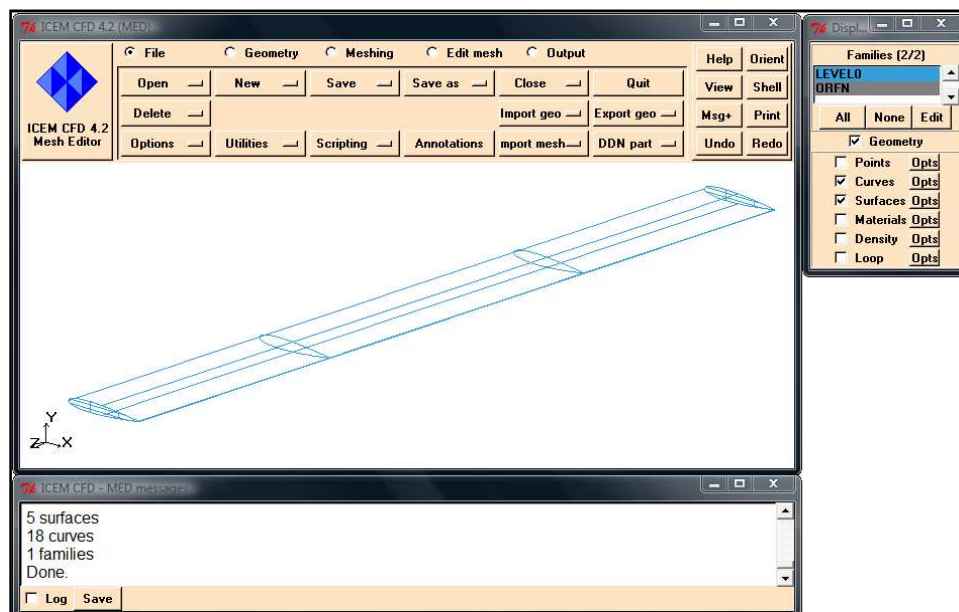 ICEM CFD 4.2 (MED)
File Geometry Meshing Edit mesh Output
Open New Save Save as Close Quit
Delete Import geo Export geo
Options Utilities Scripting Annotations mport mesh DDN part
ICEM CFD 4.2
Mesh Editor
Help Orient
View Shell
Msg+ Print
Undo Redo
Y
Z X
Displ...
Families (2/2)
LEVEL0
ORFN
All None Edit
Geometry
Points Opts
Curves Opts
Surfaces Opts
Materials Opts
Density Opts
Loop Opts
ICEM CFD - MED messages
5 surfaces
18 curves
1 families
Done.
Log Save